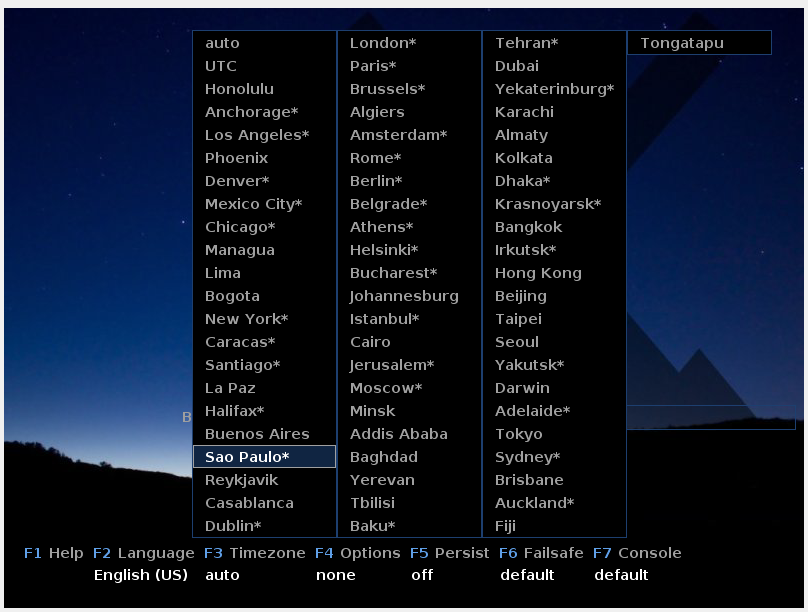 auto
UTC
Honolulu
Anchorage*
Los Angeles*
Phoenix
Denver*
Mexico City*
Chicago*
Managua
Lima
Bogota
New York*
Caracas*
Santiago*
La Paz
Halifax*
Buenos Aires
Sao Paulo*
Reykjavik
Casablanca
Dublin*
London*
Paris*
Brussels*
Algiers
Amsterdam*
Rome*
Berlin*
Belgrade*
Athens*
Helsinki*
Bucharest*
Johannesburg
Istanbul*
Cairo
Jerusalem*
Moscow*
Minsk
Addis Ababa
Baghdad
Yerevan
Tbilisi
Baku*
Tehran*
Dubai
Yekaterinburg*
Karachi
Almaty
Kolkata
Dhaka*
Krasnoyarsk*
Bangkok
Irkutsk*
Hong Kong
Beijing
Taipei
Seoul
Yakutsk*
Darwin
Adelaide*
Tokyo
Sydney*
Brisbane
Auckland*
Fiji
Tongatapu
B
F1 Help F2 Language F3 Timezone F4 Options F5 Persist F6 Failsafe F7 Console
English (US) auto none off default default